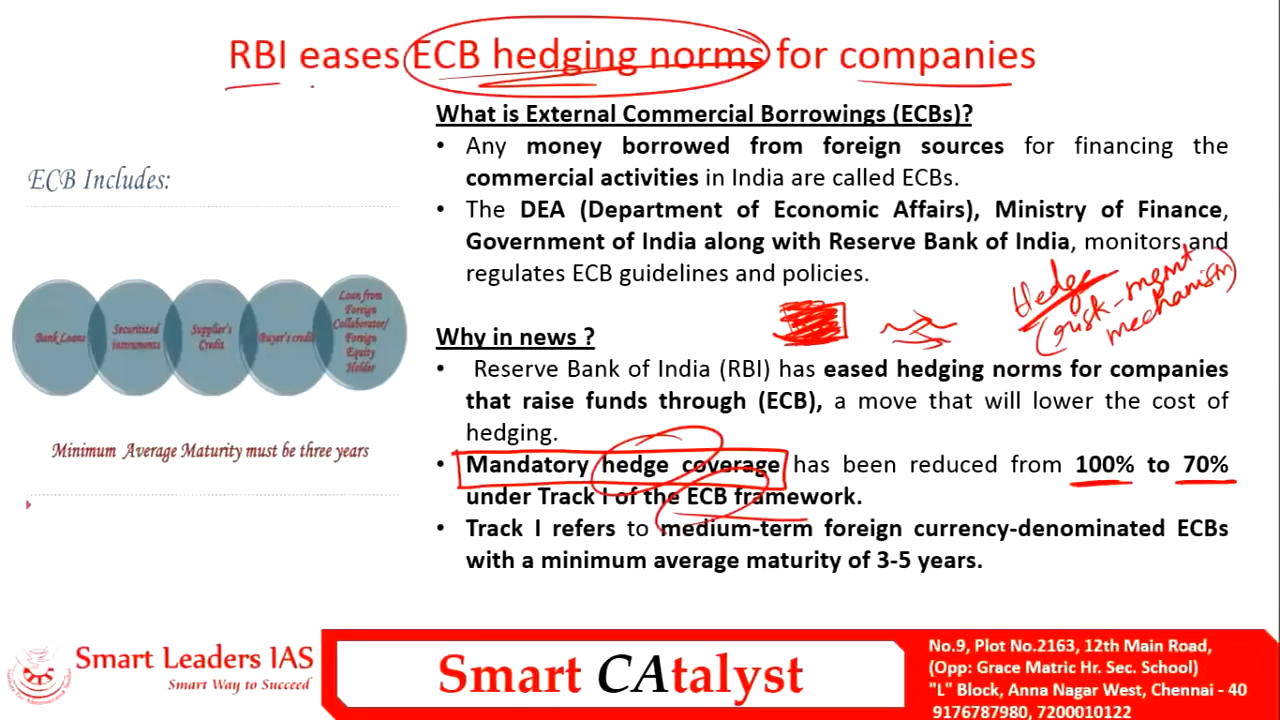 RBI eases ECB hedging norms for companies
ECB Includes:
Bank Loans
Securitized
instruments
Supplier's
Credit
Buyer's credit
Loan from
Foreign
Collaborator/
Foreign
Equity
Holder
Minimum Average Maturity must be three years
What is External Commercial Borrowings (ECBs)?
• Any money borrowed from foreign sources for financing the
commercial activities in India are called ECBs.
• The DEA (Department of Economic Affairs), Ministry of Finance,
Government of India along with Reserve Bank of India, monitors and
regulates ECB guidelines and policies.
Hedge
(risk-mgmt
mechanism)
Why in news ?
• Reserve Bank of India (RBI) has eased hedging norms for companies
that raise funds through (ECB), a move that will lower the cost of
hedging.
• Mandatory hedge coverage has been reduced from 100% to 70%
under Track I of the ECB framework.
• Track I refers to medium-term foreign currency-denominated ECBs
with a minimum average maturity of 3-5 years.
Smart Leaders IAS
Smart Way to Succeed
Smart CAtalyst
No.9, Plot No.2163, 12th Main Road,
(Opp: Grace Matric Hr. Sec. School)
"L" Block, Anna Nagar West, Chennai - 40
9176787980, 7200010122